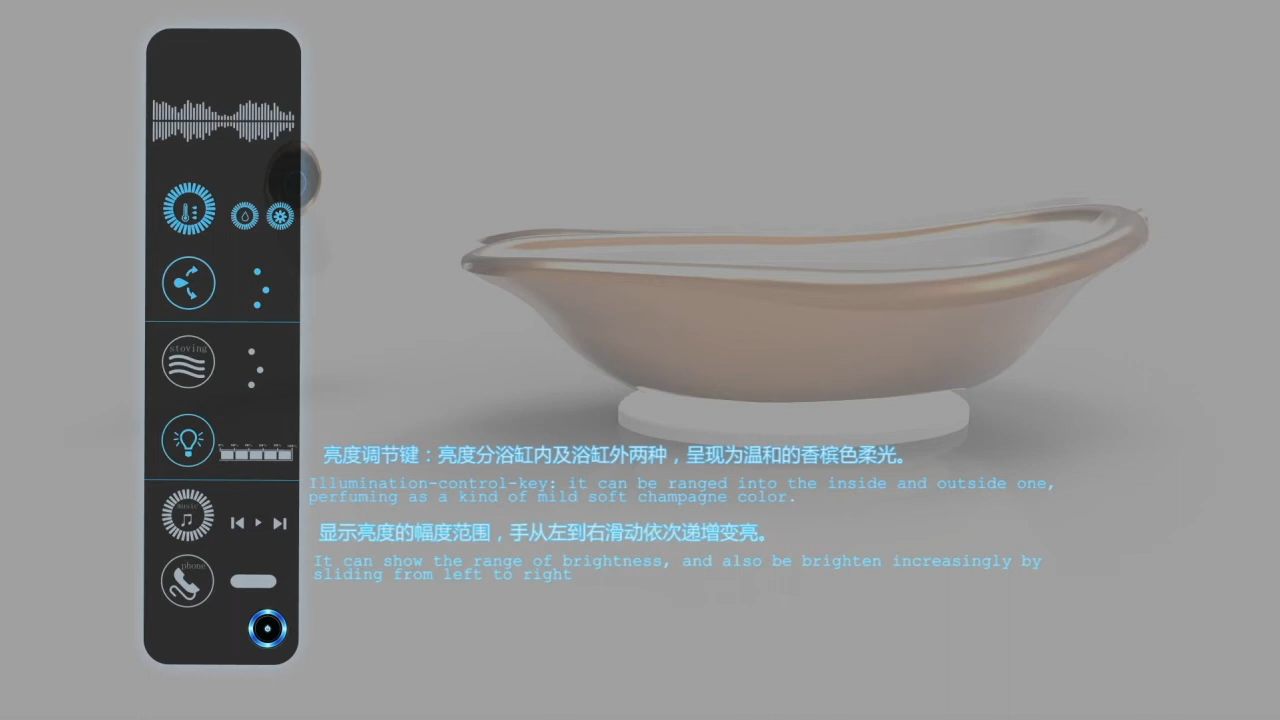 stoving
music
phone
亮度调节键：亮度分浴缸内及浴缸外两种，呈现为温和的香槟色柔光。
Illumination-control-key: it can be ranged into the inside and outside one,
perfuming as a kind of mild soft champagne color.
显示亮度的幅度范围，手从左到右滑动依次递增变亮。
It can show the range of brightness, and also be brighten increasingly by
sliding from left to right